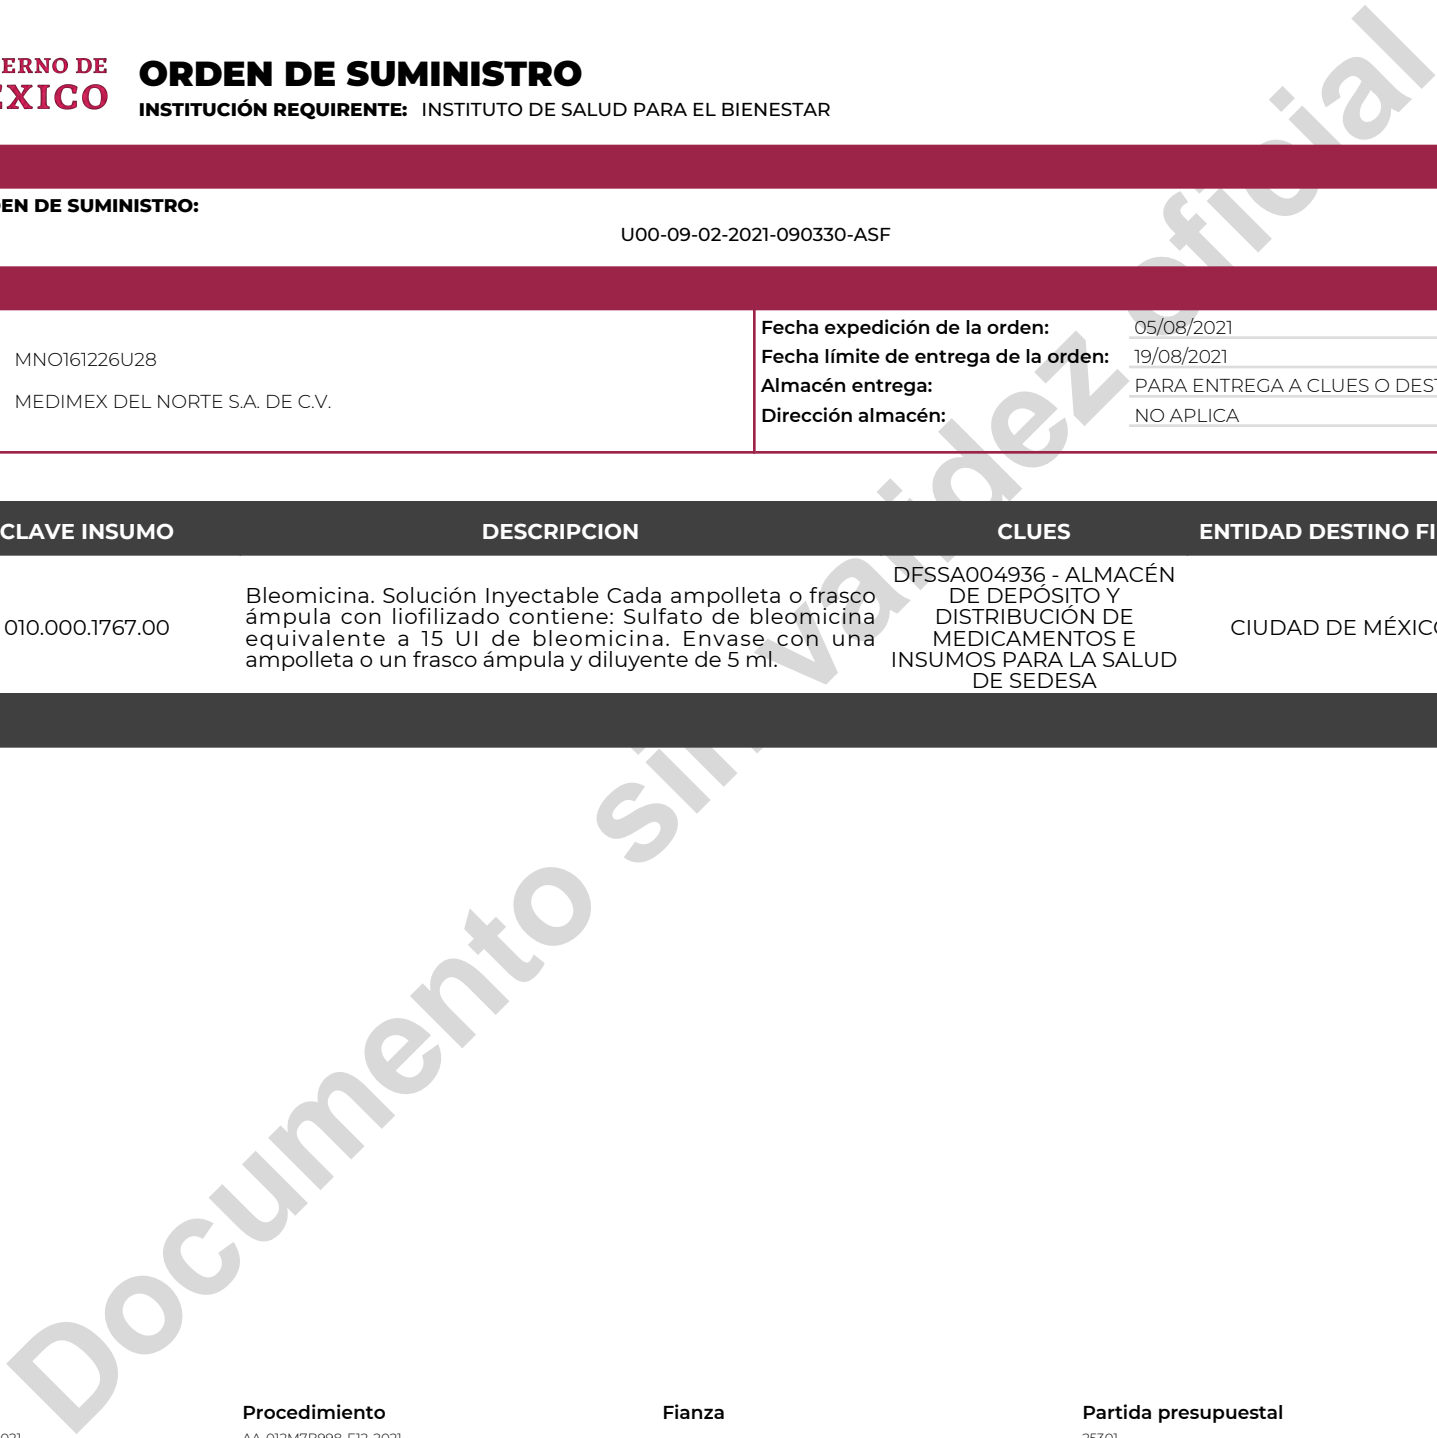 ERNO DE
ÉXICO
ORDEN DE SUMINISTRO
INSTITUCIÓN REQUIRENTE: INSTITUTO DE SALUD PARA EL BIENESTAR
EN DE SUMINISTRO:
U00-09-02-2021-090330-ASF
MNO161226U28
MEDIMEX DEL NORTE S.A. DE C.V.
Fecha expedición de la orden: 05/08/2021
Fecha límite de entrega de la orden: 19/08/2021
Almacén entrega: PARA ENTREGA A CLUES O DEST
Dirección almacén: NO APLICA
CLAVE INSUMO DESCRIPCION CLUES ENTIDAD DESTINO FI
010.000.1767.00
Bleomicina. Solución Inyectable Cada ampolleta o frasco
ámpula con liofilizado contiene: Sulfato de bleomicina
equivalente a 15 UI de bleomicina. Envase con una
ampolleta o un frasco ámpula y diluyente de 5 ml.
DFSSA004936 - ALMACÉN
DE DEPÓSITO Y
DISTRIBUCIÓN DE
MEDICAMENTOS E
INSUMOS PARA LA SALUD
DE SEDESA
CIUDAD DE MÉXICO
Documento sin validez oficial
Procedimiento Fianza Partida presupuestal